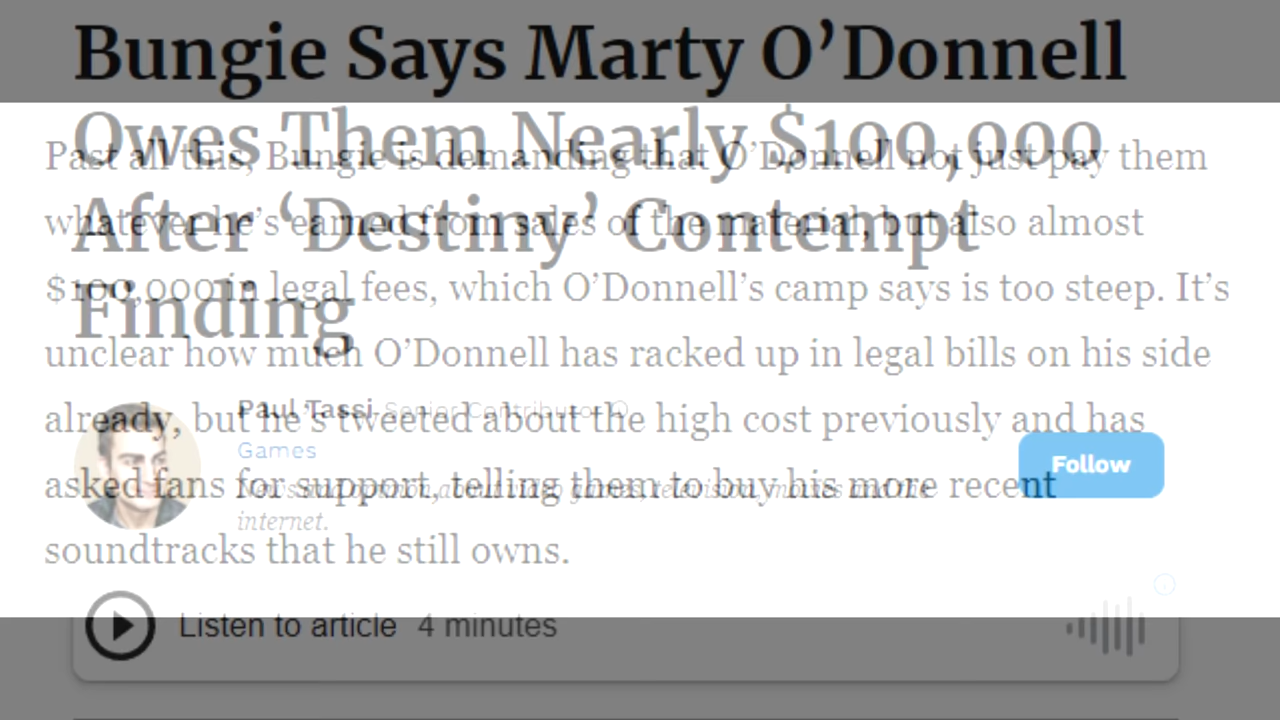 Bungie Says Marty O’Donnell
Owes Them Nearly $100,000
After ‘Destiny’ Contempt
Finding
Paul Tassi Senior Contributor
Games
internet.
Follow
Listen to article 4 minutes
Past all this, Bungie is demanding that O’Donnell not just pay them
whatever he’s earned from sales of the material, but also almost
$100,000 in legal fees, which O’Donnell’s camp says is too steep. It’s
unclear how much O’Donnell has racked up in legal bills on his side
already, but he’s tweeted about the high cost previously and has
asked fans for support, telling them to buy his more recent
soundtracks that he still owns.